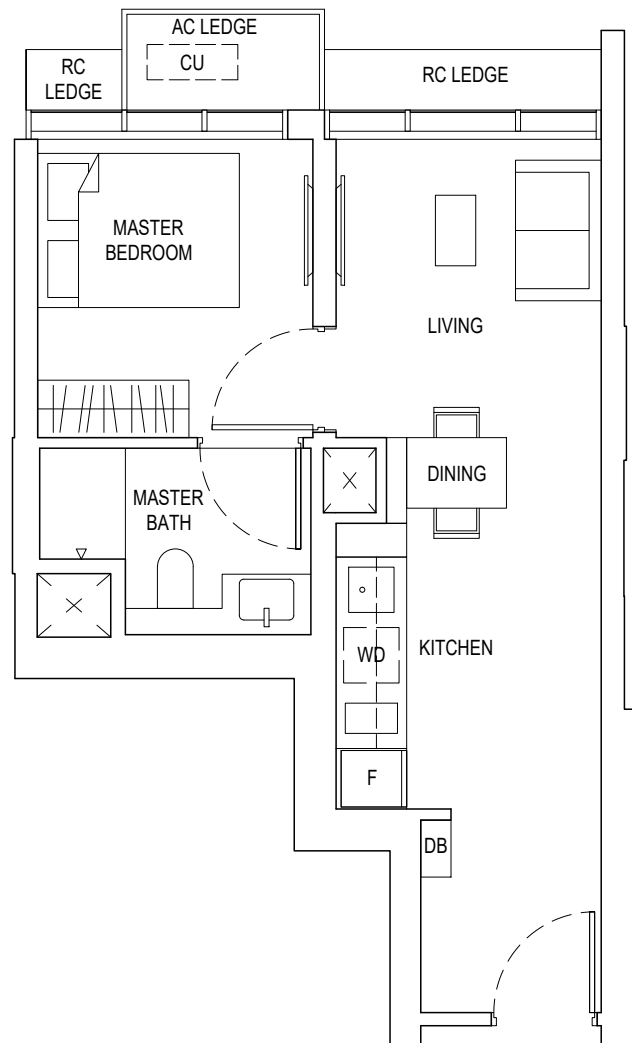 AC LEDGE
CU
RC
LEDGE
RC LEDGE
MASTER
BEDROOM
LIVING
DINING
MASTER
BATH
KITCHEN
WD
F
DB